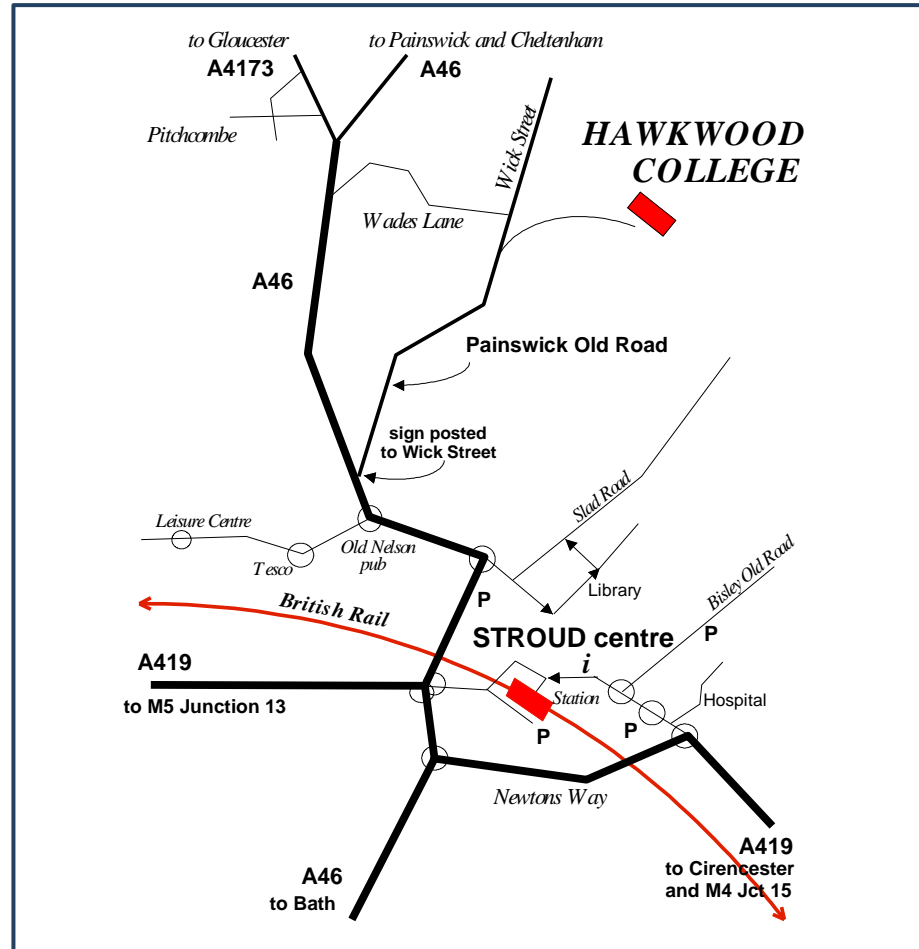 to Gloucester
A4173
to Painswick and Cheltenham
A46
Wick Street
Pitchcombe
HAWKWOOD
COLLEGE
Wades Lane
A46
Painswick Old Road
sign posted
to Wick Street
Slad Road
Leisure Centre
Tesco
Old Nelson
pub
Library
Bisley Old Road
British Rail
P
P
STROUD centre
i
A419
to M5 Junction 13
Station
Hospital
P
P
Newtons Way
A419
to Cirencester
and M4 Jct 15
A46
to Bath